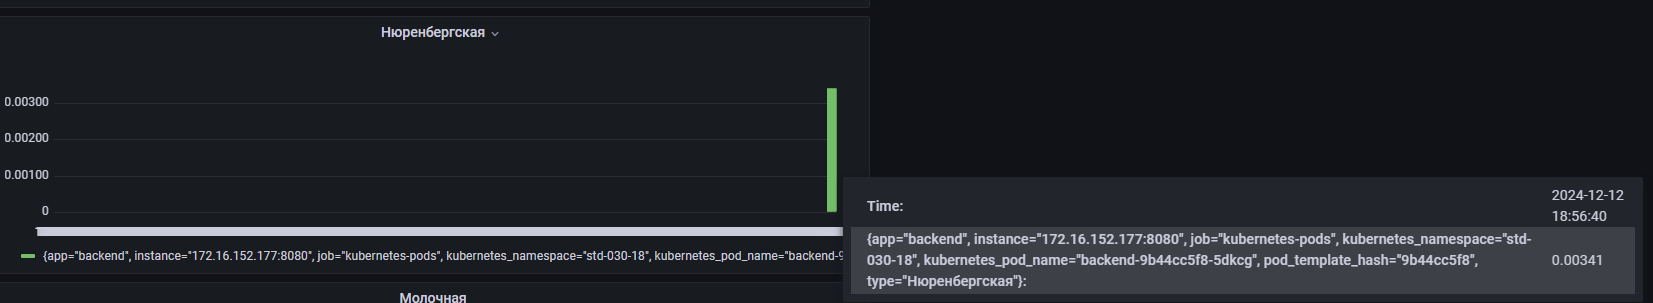 Нюренбергская
0.00300
0.00200
0.00100
0
{app="backend", instance="172.16.152.177:8080", job="kubernetes-pods", kubernetes_namespace="std-030-18", kubernetes_pod_name="backend-9
Молочная
Time:
2024-12-12
18:56:40
{app="backend", instance="172.16.152.177:8080", job="kubernetes-pods", kubernetes_namespace="std-
030-18", kubernetes_pod_name="backend-9b44cc5f8-5dkcg", pod_template_hash="9b44cc5f8",
type="Нюренбергская"}:
0.00341